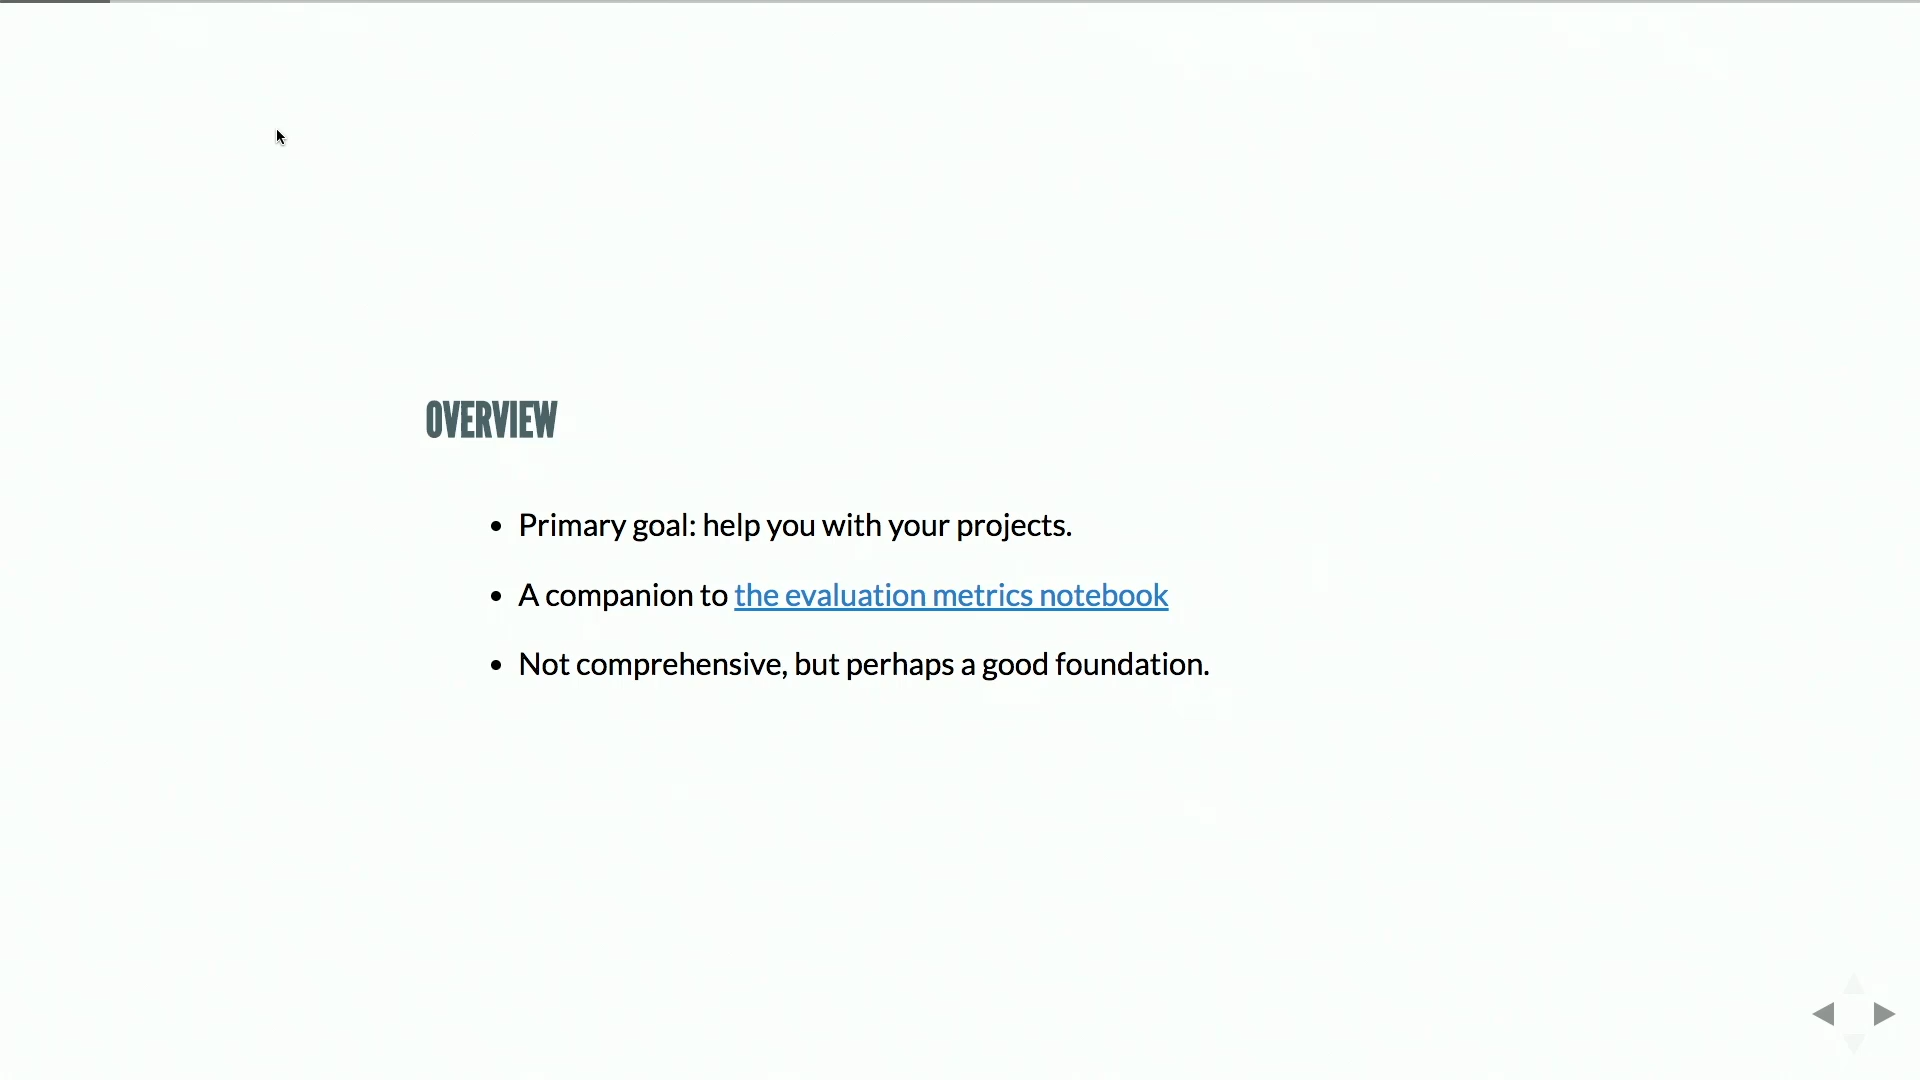 OVERVIEW
• Primary goal: help you with your projects.
• A companion to the evaluation metrics notebook
• Not comprehensive, but perhaps a good foundation.